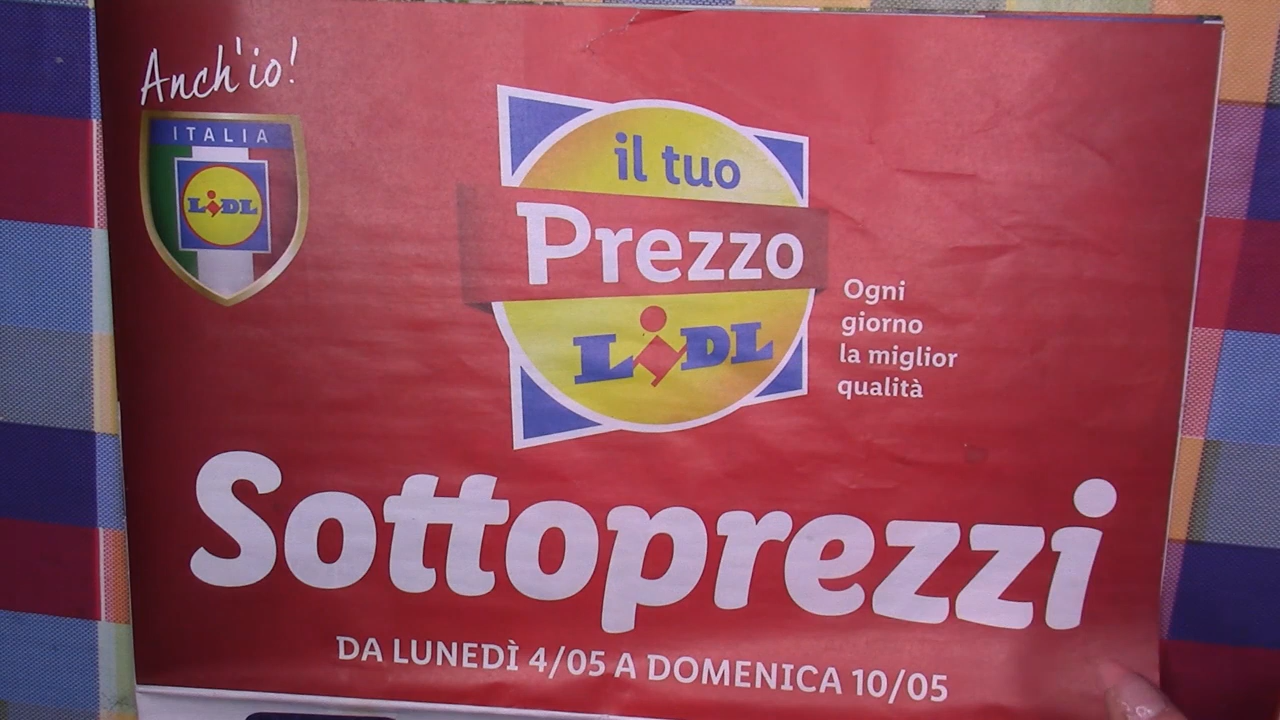 Anch'io!
ITALIA
LIDL
il tuo
Prezzo
LIDL
Ogni
giorno
la miglior
qualità
Sottoprezzi
DA LUNEDÌ 4/05 A DOMENICA 10/05